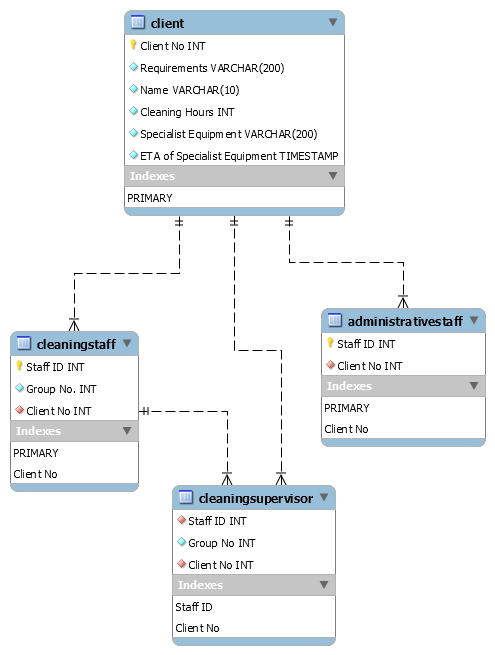 client
Client No INT
Requirements VARCHAR(200)
Name VARCHAR(10)
Cleaning Hours INT
Specialist Equipment VARCHAR(200)
ETA of Specialist Equipment TIMESTAMP
Indexes
PRIMARY
cleaningstaff
Staff ID INT
Group No. INT
Client No INT
Indexes
PRIMARY
Client No
administrativestaff
Staff ID INT
Client No INT
Indexes
PRIMARY
Client No
cleaningsupervisor
Staff ID INT
Group No INT
Client No INT
Indexes
Staff ID
Client No